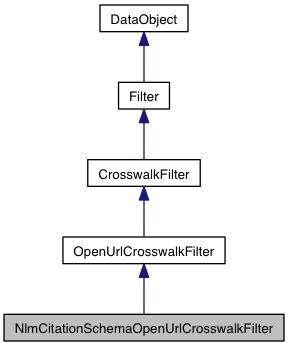 DataObject
Filter
CrosswalkFilter
OpenUrlCrosswalkFilter
NlmCitationSchemaOpenUrlCrosswalkFilter